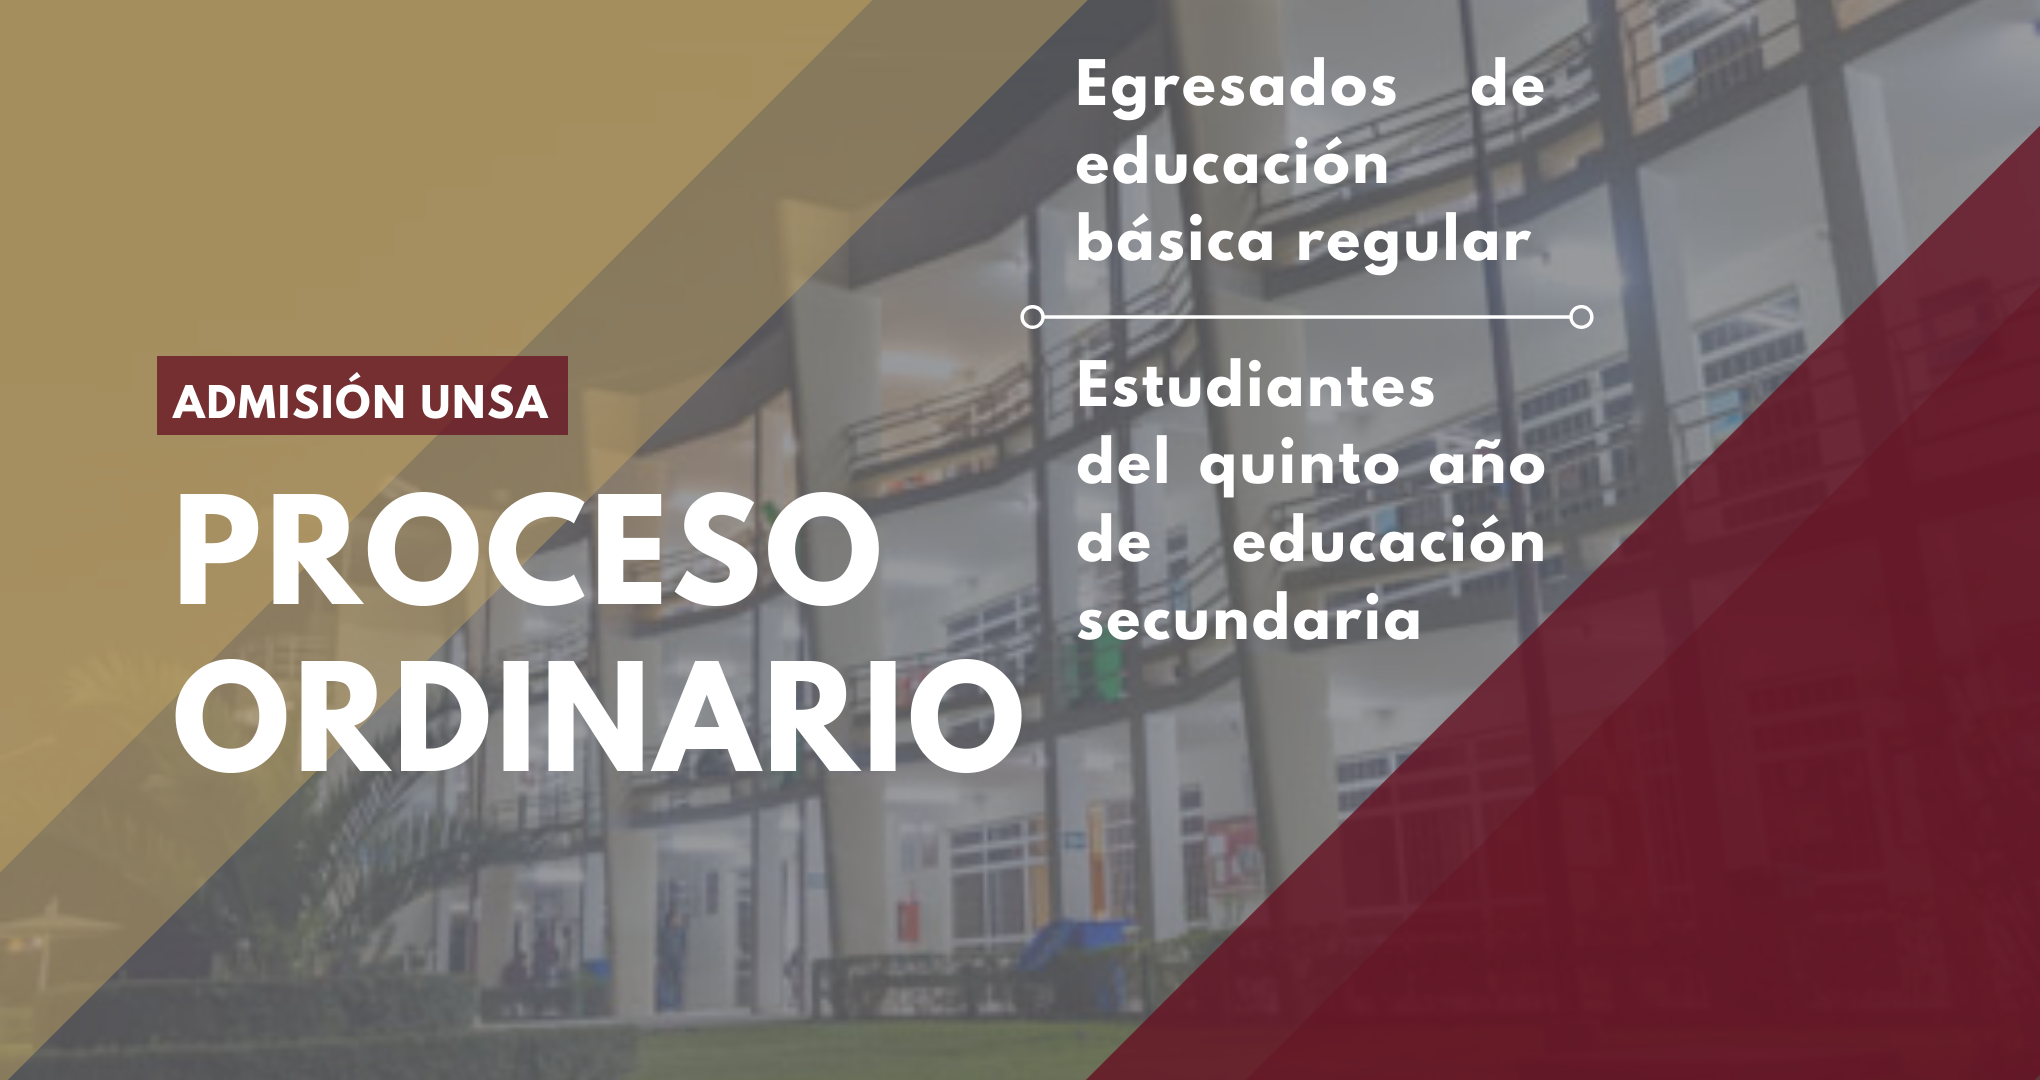 ADMISIÓN UNSA
PROCESO
ORDINARIO
Egresados de
educación
básica regular
Estudiantes
del quinto año
de educación
secundaria